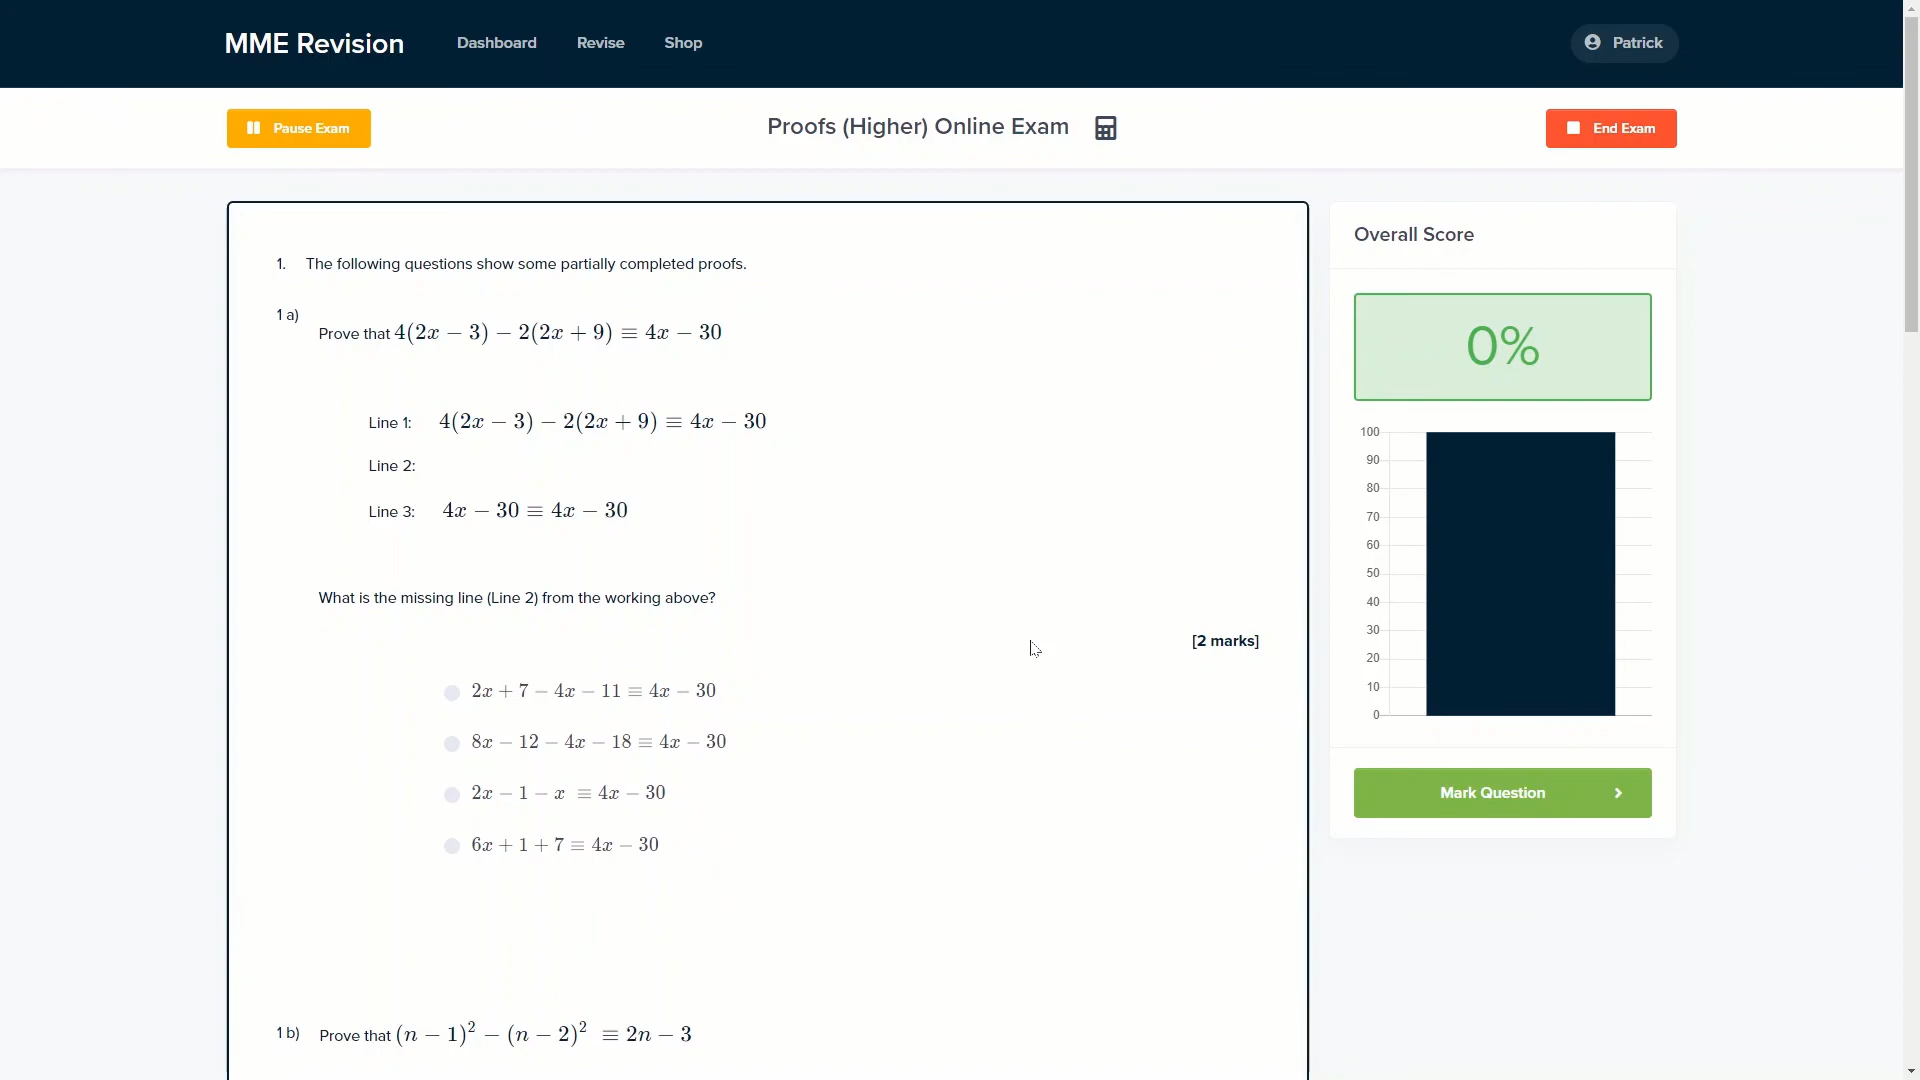 MME Revision Dashboard Revise Shop Patrick
Pause Exam Proofs (Higher) Online Exam End Exam
1. The following questions show some partially completed proofs.
1 a)
Prove that 4(2x − 3) − 2(2x + 9) ≡ 4x − 30
Line 1: 4(2x − 3) − 2(2x + 9) ≡ 4x − 30
Line 2:
Line 3: 4x − 30 ≡ 4x − 30
What is the missing line (Line 2) from the working above?
[2 marks]
2x + 7 − 4x − 11 ≡ 4x − 30
8x − 12 − 4x − 18 ≡ 4x − 30
2x − 1 − x ≡ 4x − 30
6x + 1 + 7 ≡ 4x − 30
1 b) Prove that (n − 1)² − (n − 2)² ≡ 2n − 3
Overall Score
0%
100
90
80
70
60
50
40
30
20
10
0
Mark Question